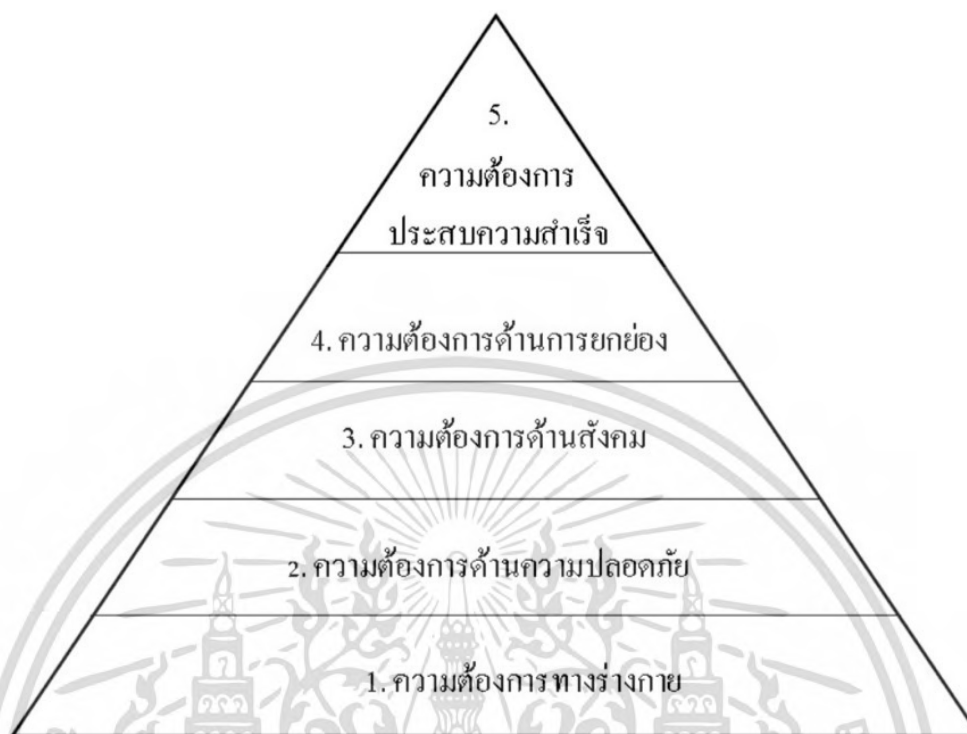 5.
ความต้องการ
ประสบความสำเร็จ
4. ความต้องการด้านการยกย่อง
3. ความต้องการด้านสังคม
2. ความต้องการด้านความปลอดภัย
1. ความต้องการทางร่างกาย